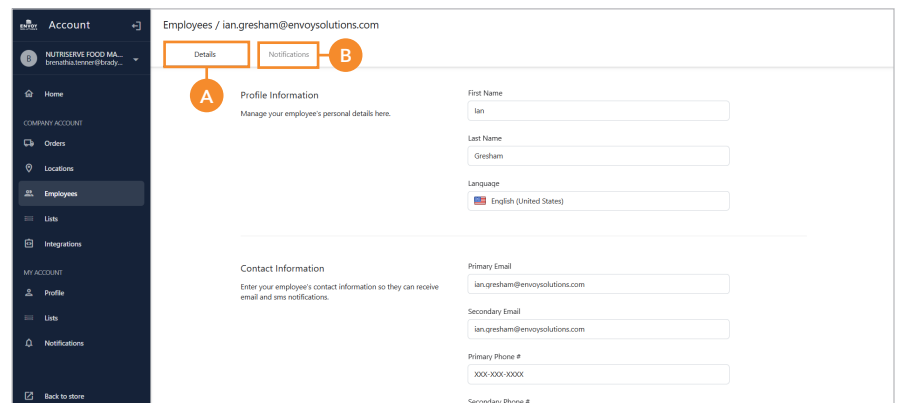 ENVOY
Account
Employees / ian.gresham@envoysolutions.com
B
NUTRISERVE FOOD MA...
brenathia.tenner@brady...
Details
Notifications
B
A
Home
COMPANY ACCOUNT
Orders
Locations
Employees
Lists
Integrations
MY ACCOUNT
Profile
Lists
Notifications
Back to store
Profile Information
Manage your employee's personal details here.
First Name
Ian
Last Name
Gresham
Language
English (United States)
Contact Information
Enter your employee's contact information so they can receive
email and sms notifications.
Primary Email
ian.gresham@envoysolutions.com
Secondary Email
ian.gresham@envoysolutions.com
Primary Phone #
XXX-XXX-XXXX
Secondary Phone #